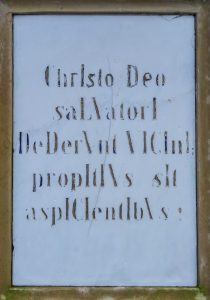 ChrIsto Deo
saLVatorI
DeDerVnt VICInI;
propItIVs sIt
aspICIentIbVs: